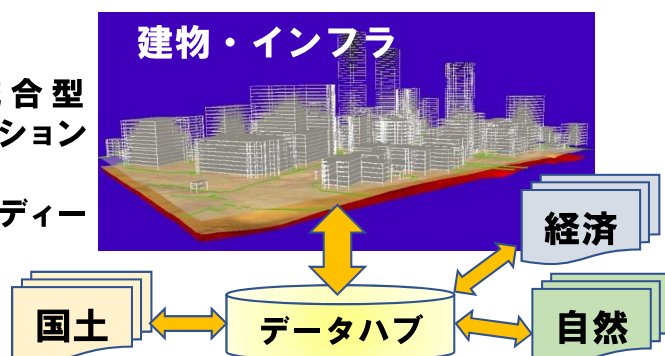 建物・インフラ
合型
ション
ディー
経済
国土
データハブ
自然